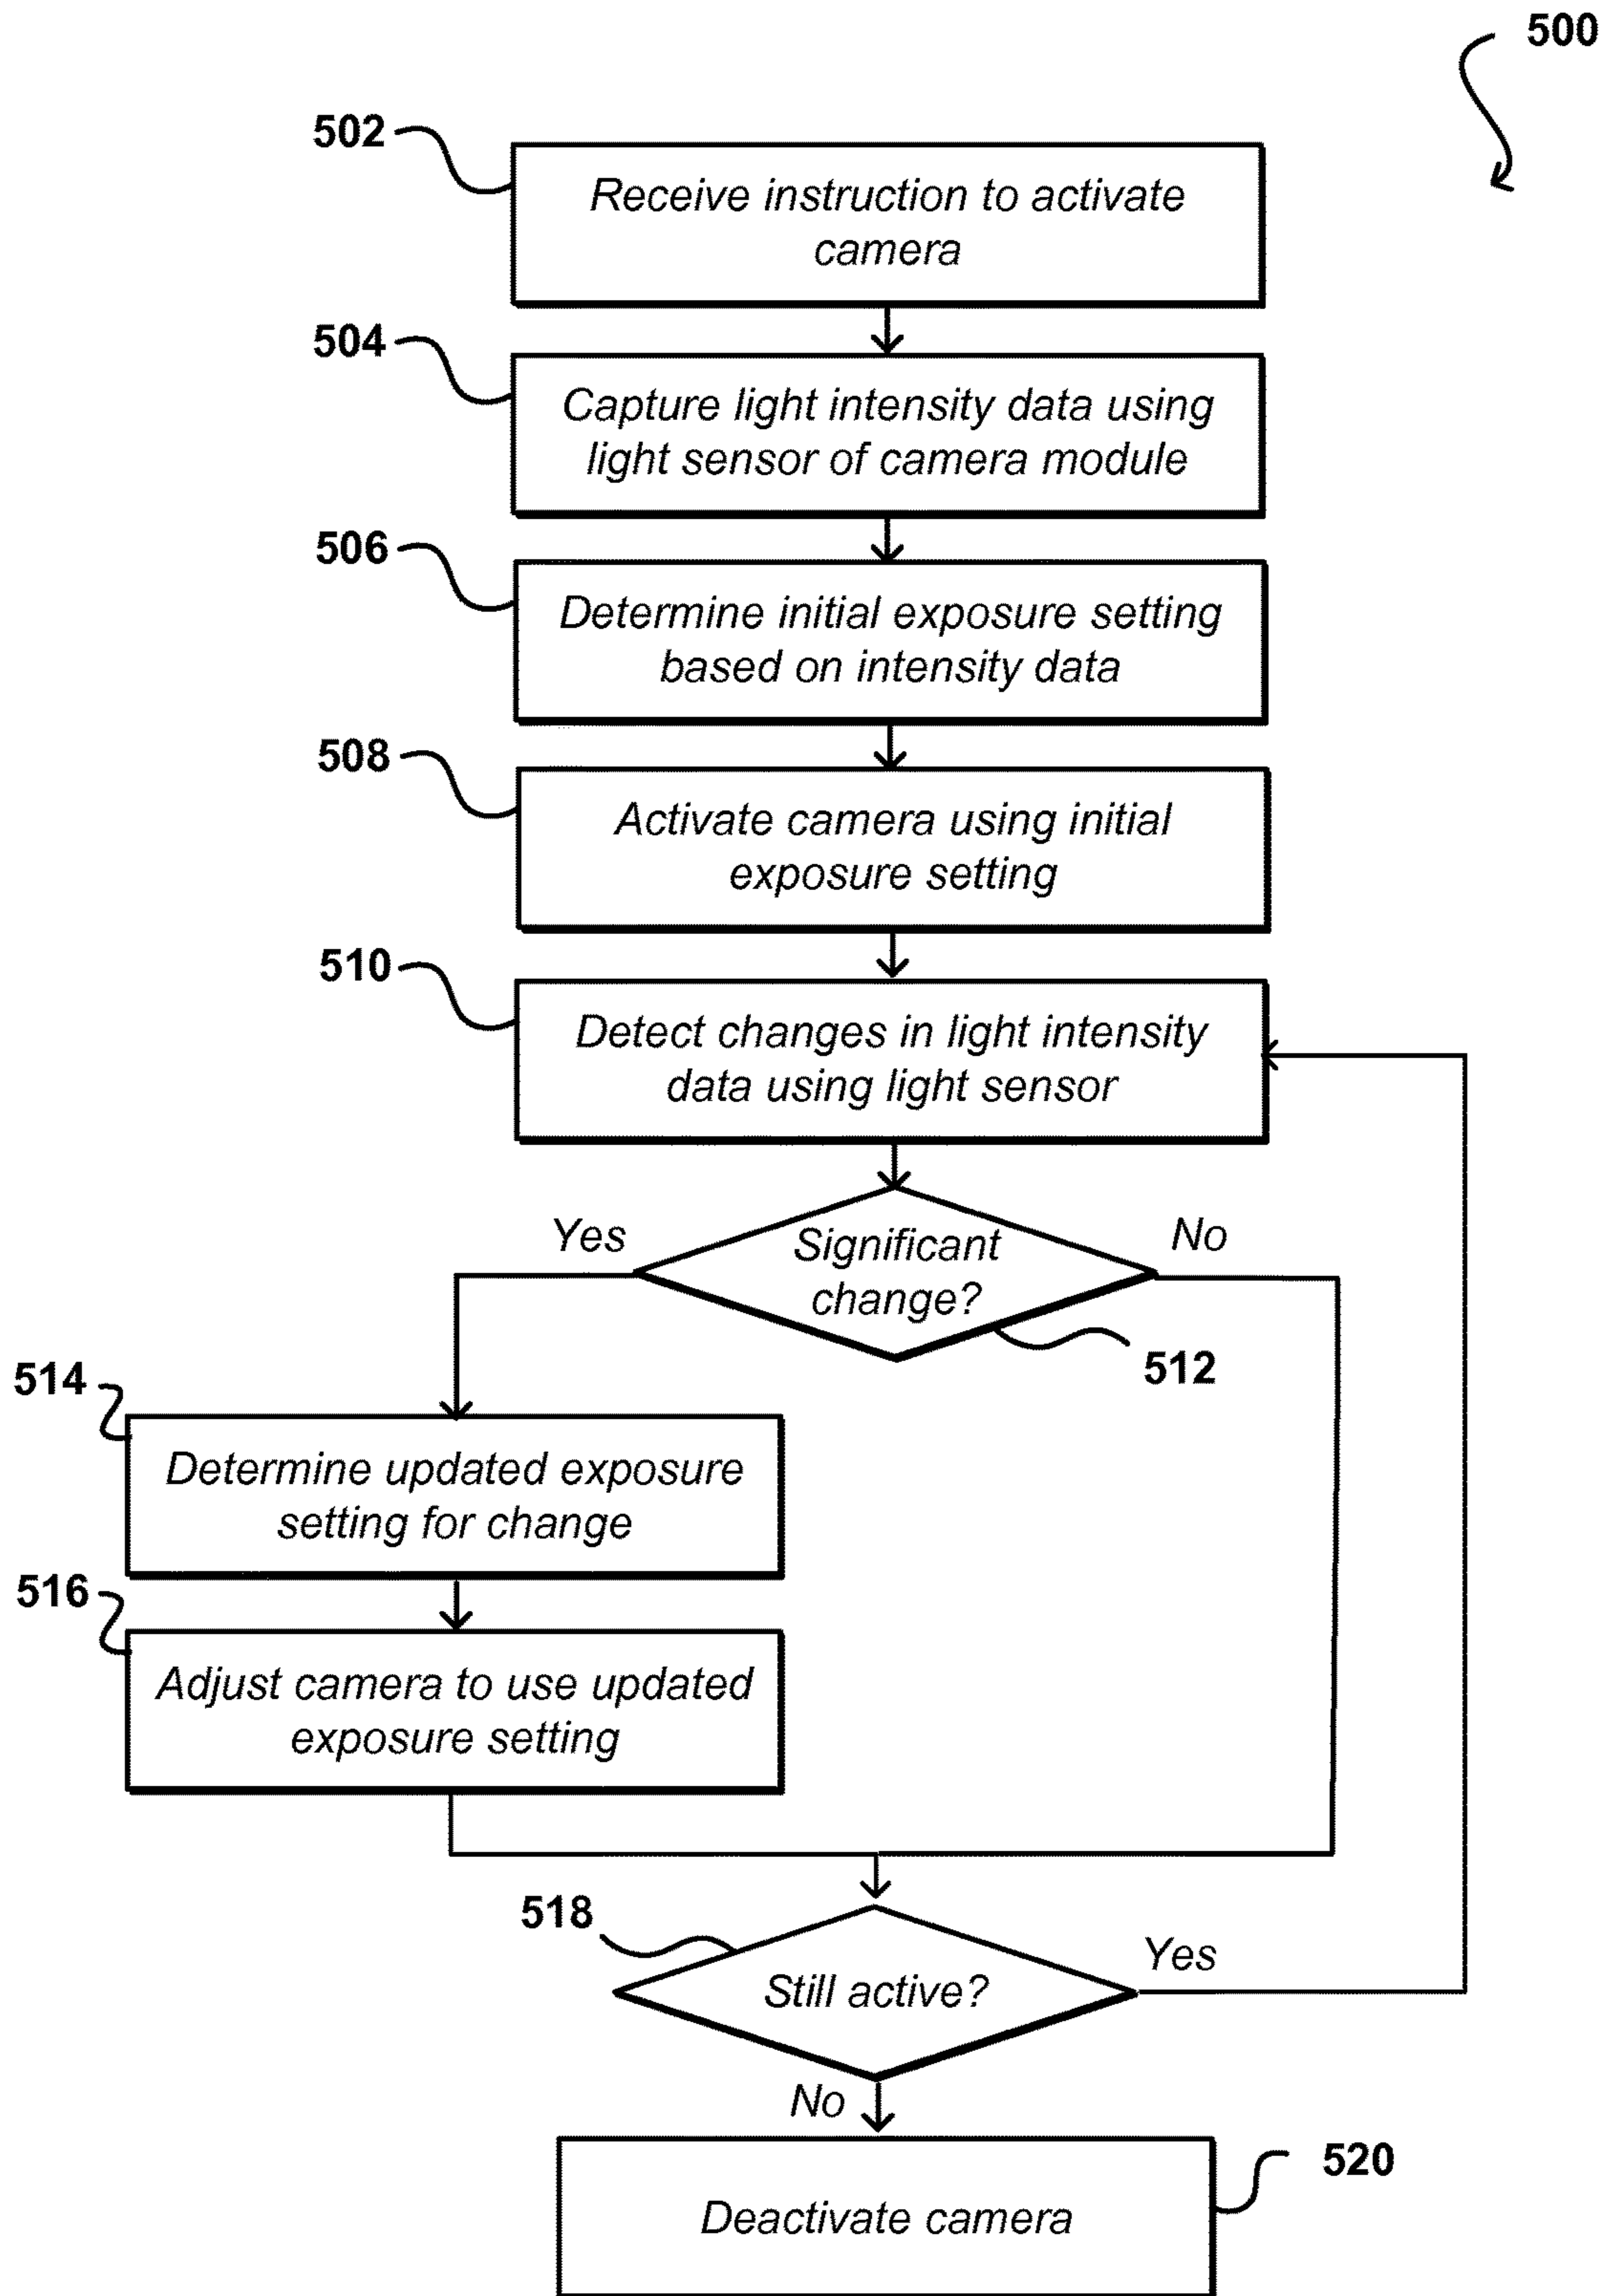 500
502
Receive instruction to activate
camera
504
Capture light intensity data using
light sensor of camera module
506
Determine initial exposure setting
based on intensity data
508
Activate camera using initial
exposure setting
510
Detect changes in light intensity
data using light sensor
Yes
Significant
change?
No
512
514
Determine updated exposure
setting for change
516
Adjust camera to use updated
exposure setting
518
Still active?
Yes
No
520
Deactivate camera